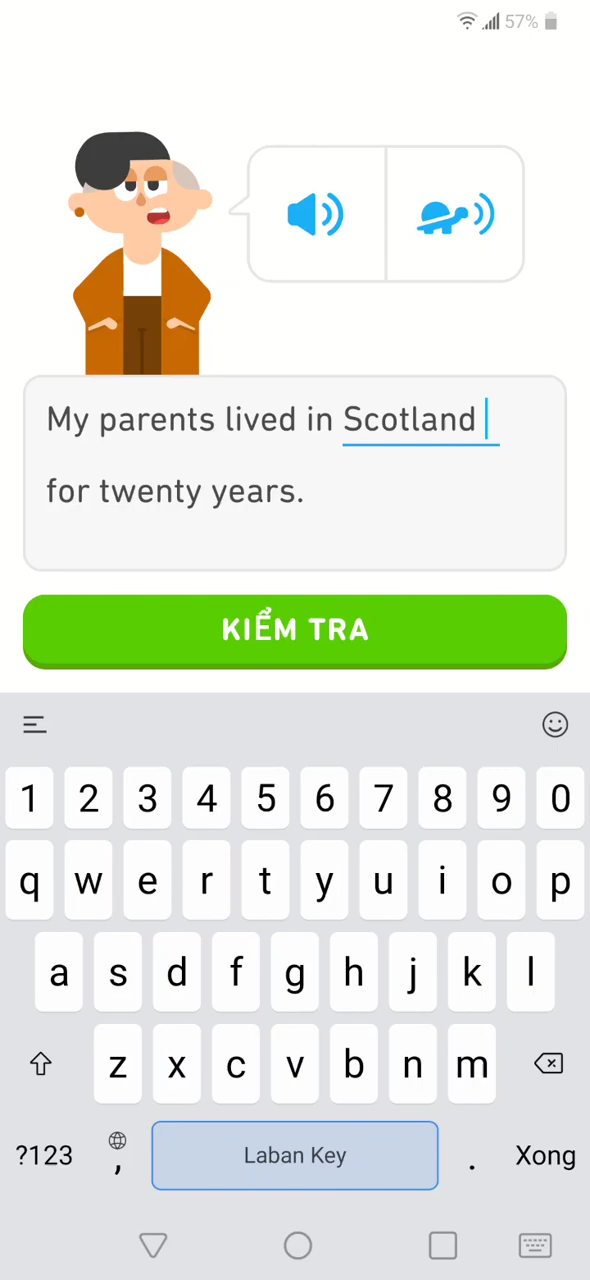 57%
My parents lived in Scotland
for twenty years.
KIỂM TRA
1 2 3 4 5 6 7 8 9 0
q w e r t y u i o p
a s d f g h j k l
z x c v b n m
?123 , Laban Key . Xong